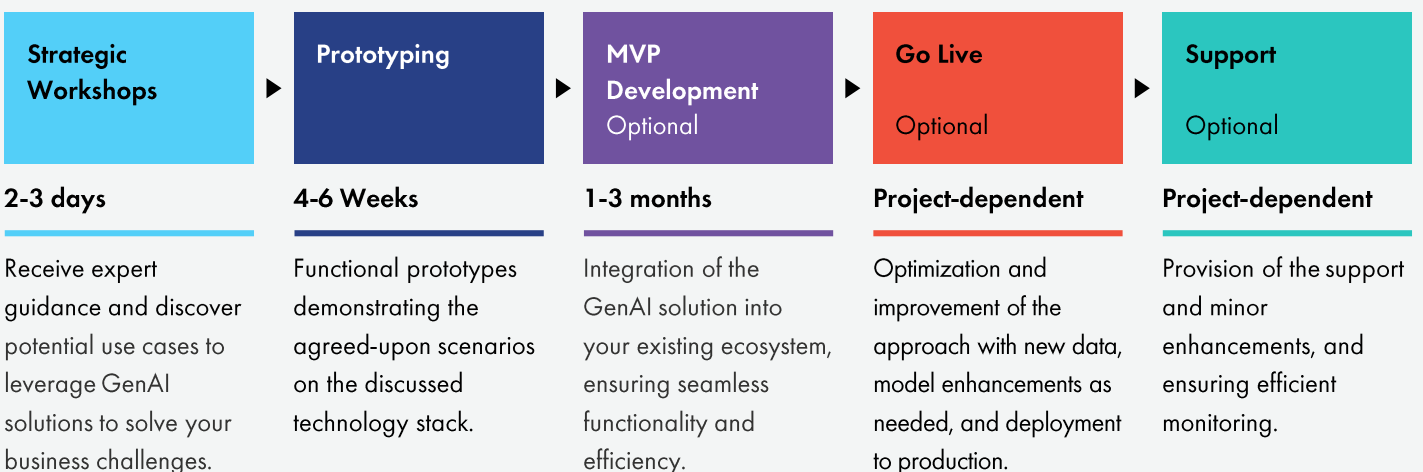 Strategic
Workshops
2-3 days
Receive expert
guidance and discover
potential use cases to
leverage GenAI
solutions to solve your
business challenges.
Prototyping
4-6 Weeks
Functional prototypes
demonstrating the
agreed-upon scenarios
on the discussed
technology stack.
MVP
Development
Optional
1-3 months
Integration of the
GenAI solution into
your existing ecosystem,
ensuring seamless
functionality and
efficiency.
Go Live
Optional
Project-dependent
Optimization and
improvement of the
approach with new data,
model enhancements as
needed, and deployment
to production.
Support
Optional
Project-dependent
Provision of the support
and minor
enhancements, and
ensuring efficient
monitoring.